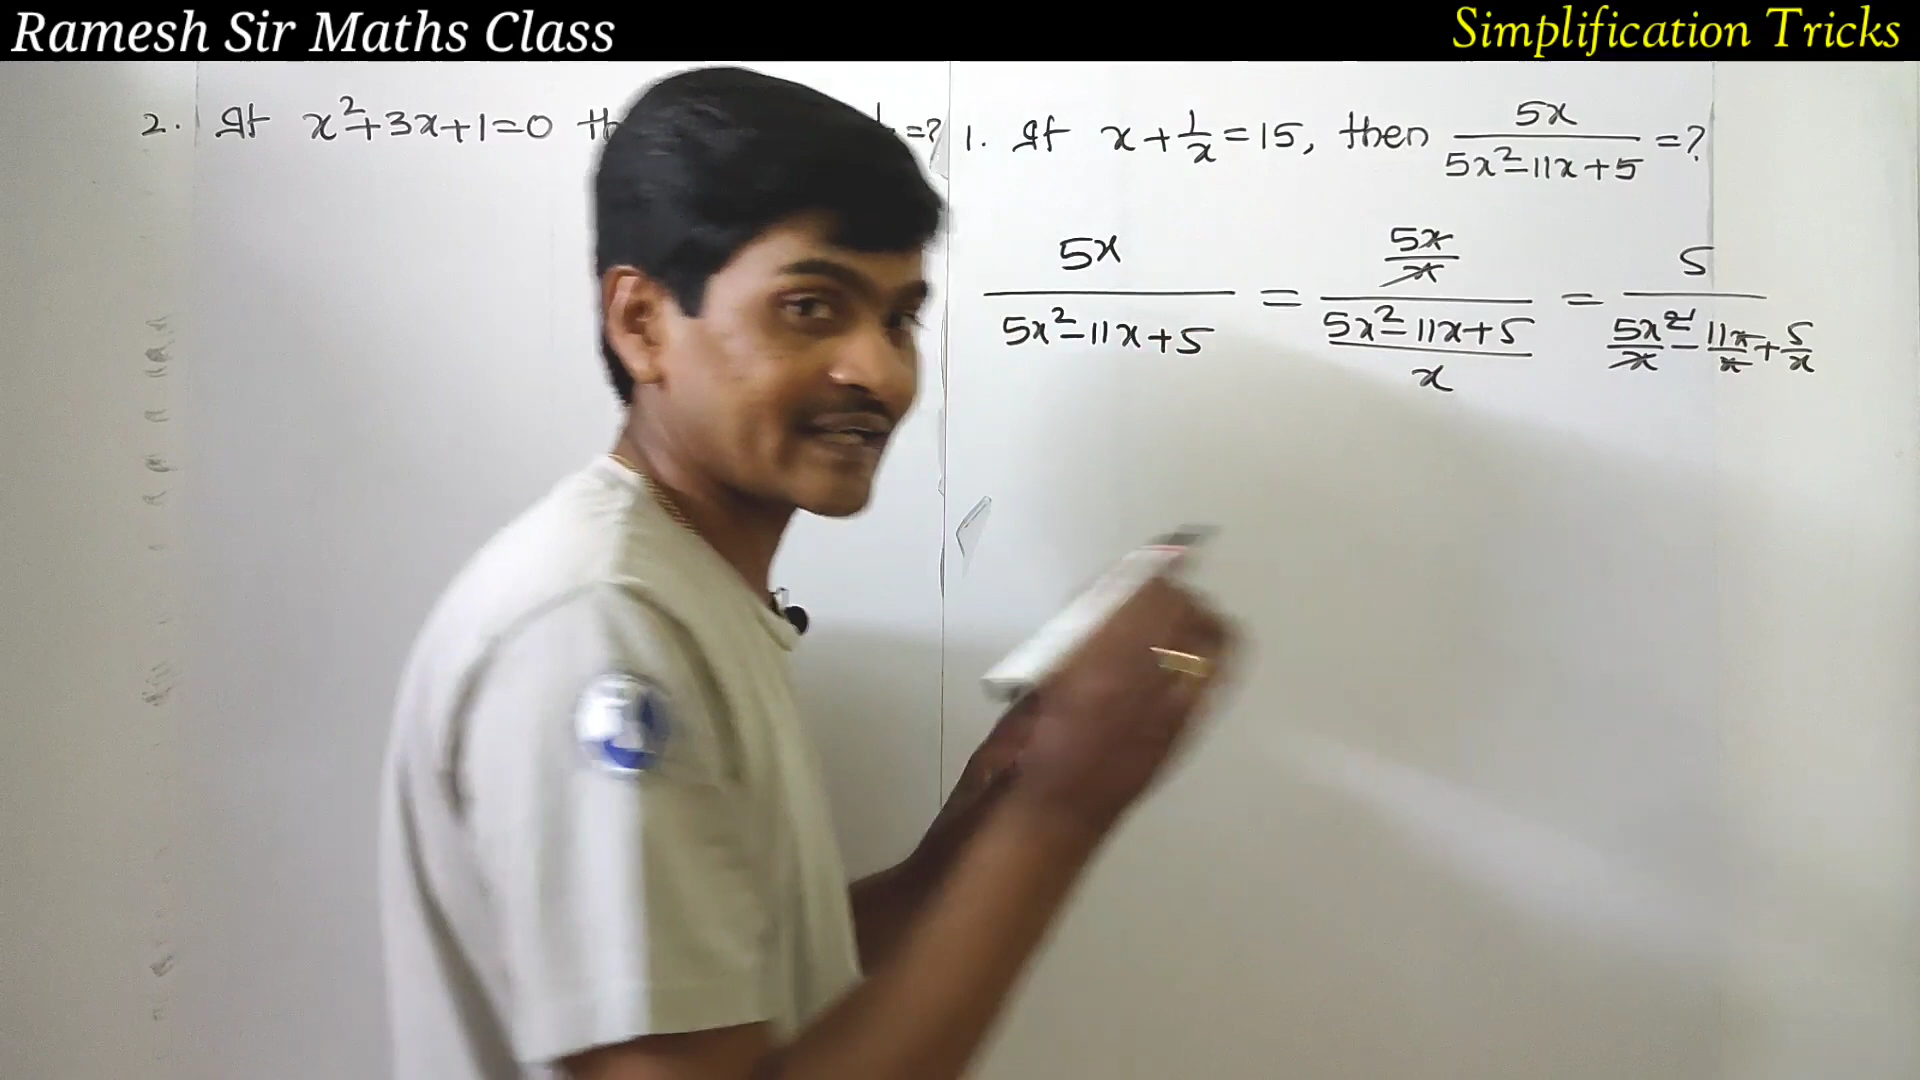 Ramesh Sir Maths Class
Simplification Tricks
2. If x²+3x+1=0 th =?
1. If x + 1/x = 15, then 5x/(5x²-11x+5) = ?
5x/(5x²-11x+5) = (5x/x)/((5x²-11x+5)/x) = 5/(5x²/x - 11x/x + 5/x)